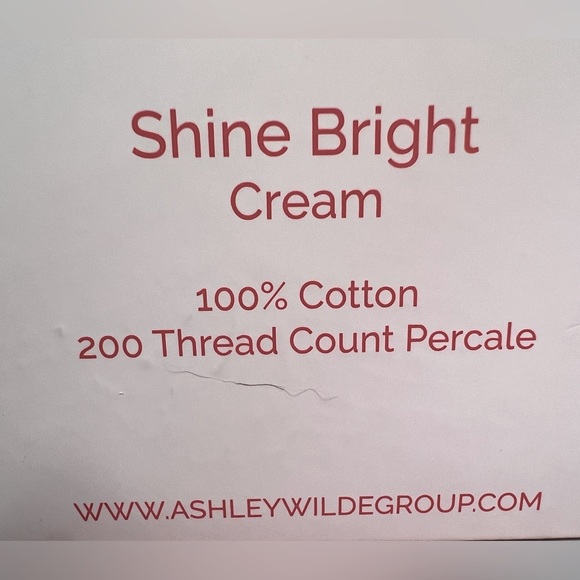 Shine Bright
Cream
100% Cotton
200 Thread Count Percale
WWW.ASHLEYWILDEGROUP.COM